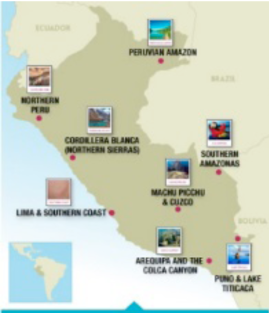 ECUADOR
PERUVIAN AMAZON
BRAZIL
NORTHERN
PERU
CORDILLERA BLANCA
(NORTHERN SIERRAS)
SOUTHERN
AMAZONAS
MACHU PICCHU
& CUZCO
LIMA & SOUTHERN COAST
BOLIVIA
AREQUIPA AND THE
COLCA CANYON
PUNO & LAKE
TITICACA